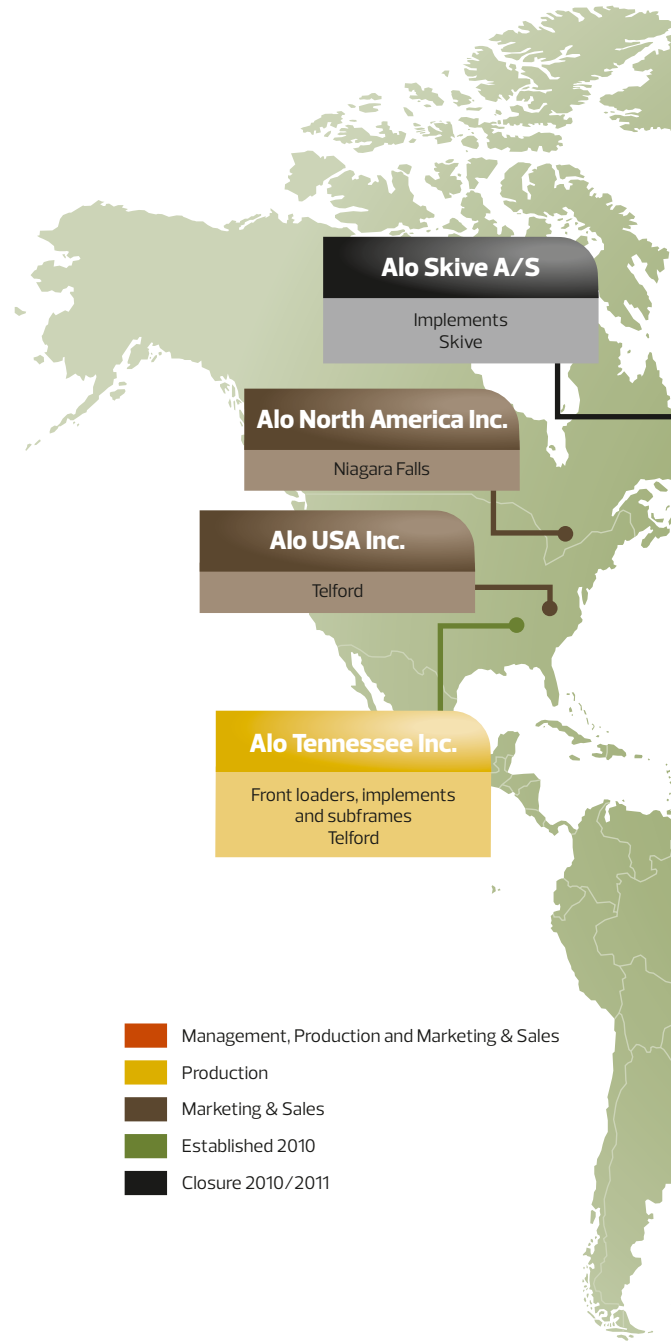 Alo Skive A/S
Implements
Skive
Alo North America Inc.
Niagara Falls
Alo USA Inc.
Telford
Alo Tennessee Inc.
Front loaders, implements
and subframes
Telford
Management, Production and Marketing & Sales
Production
Marketing & Sales
Established 2010
Closure 2010/2011